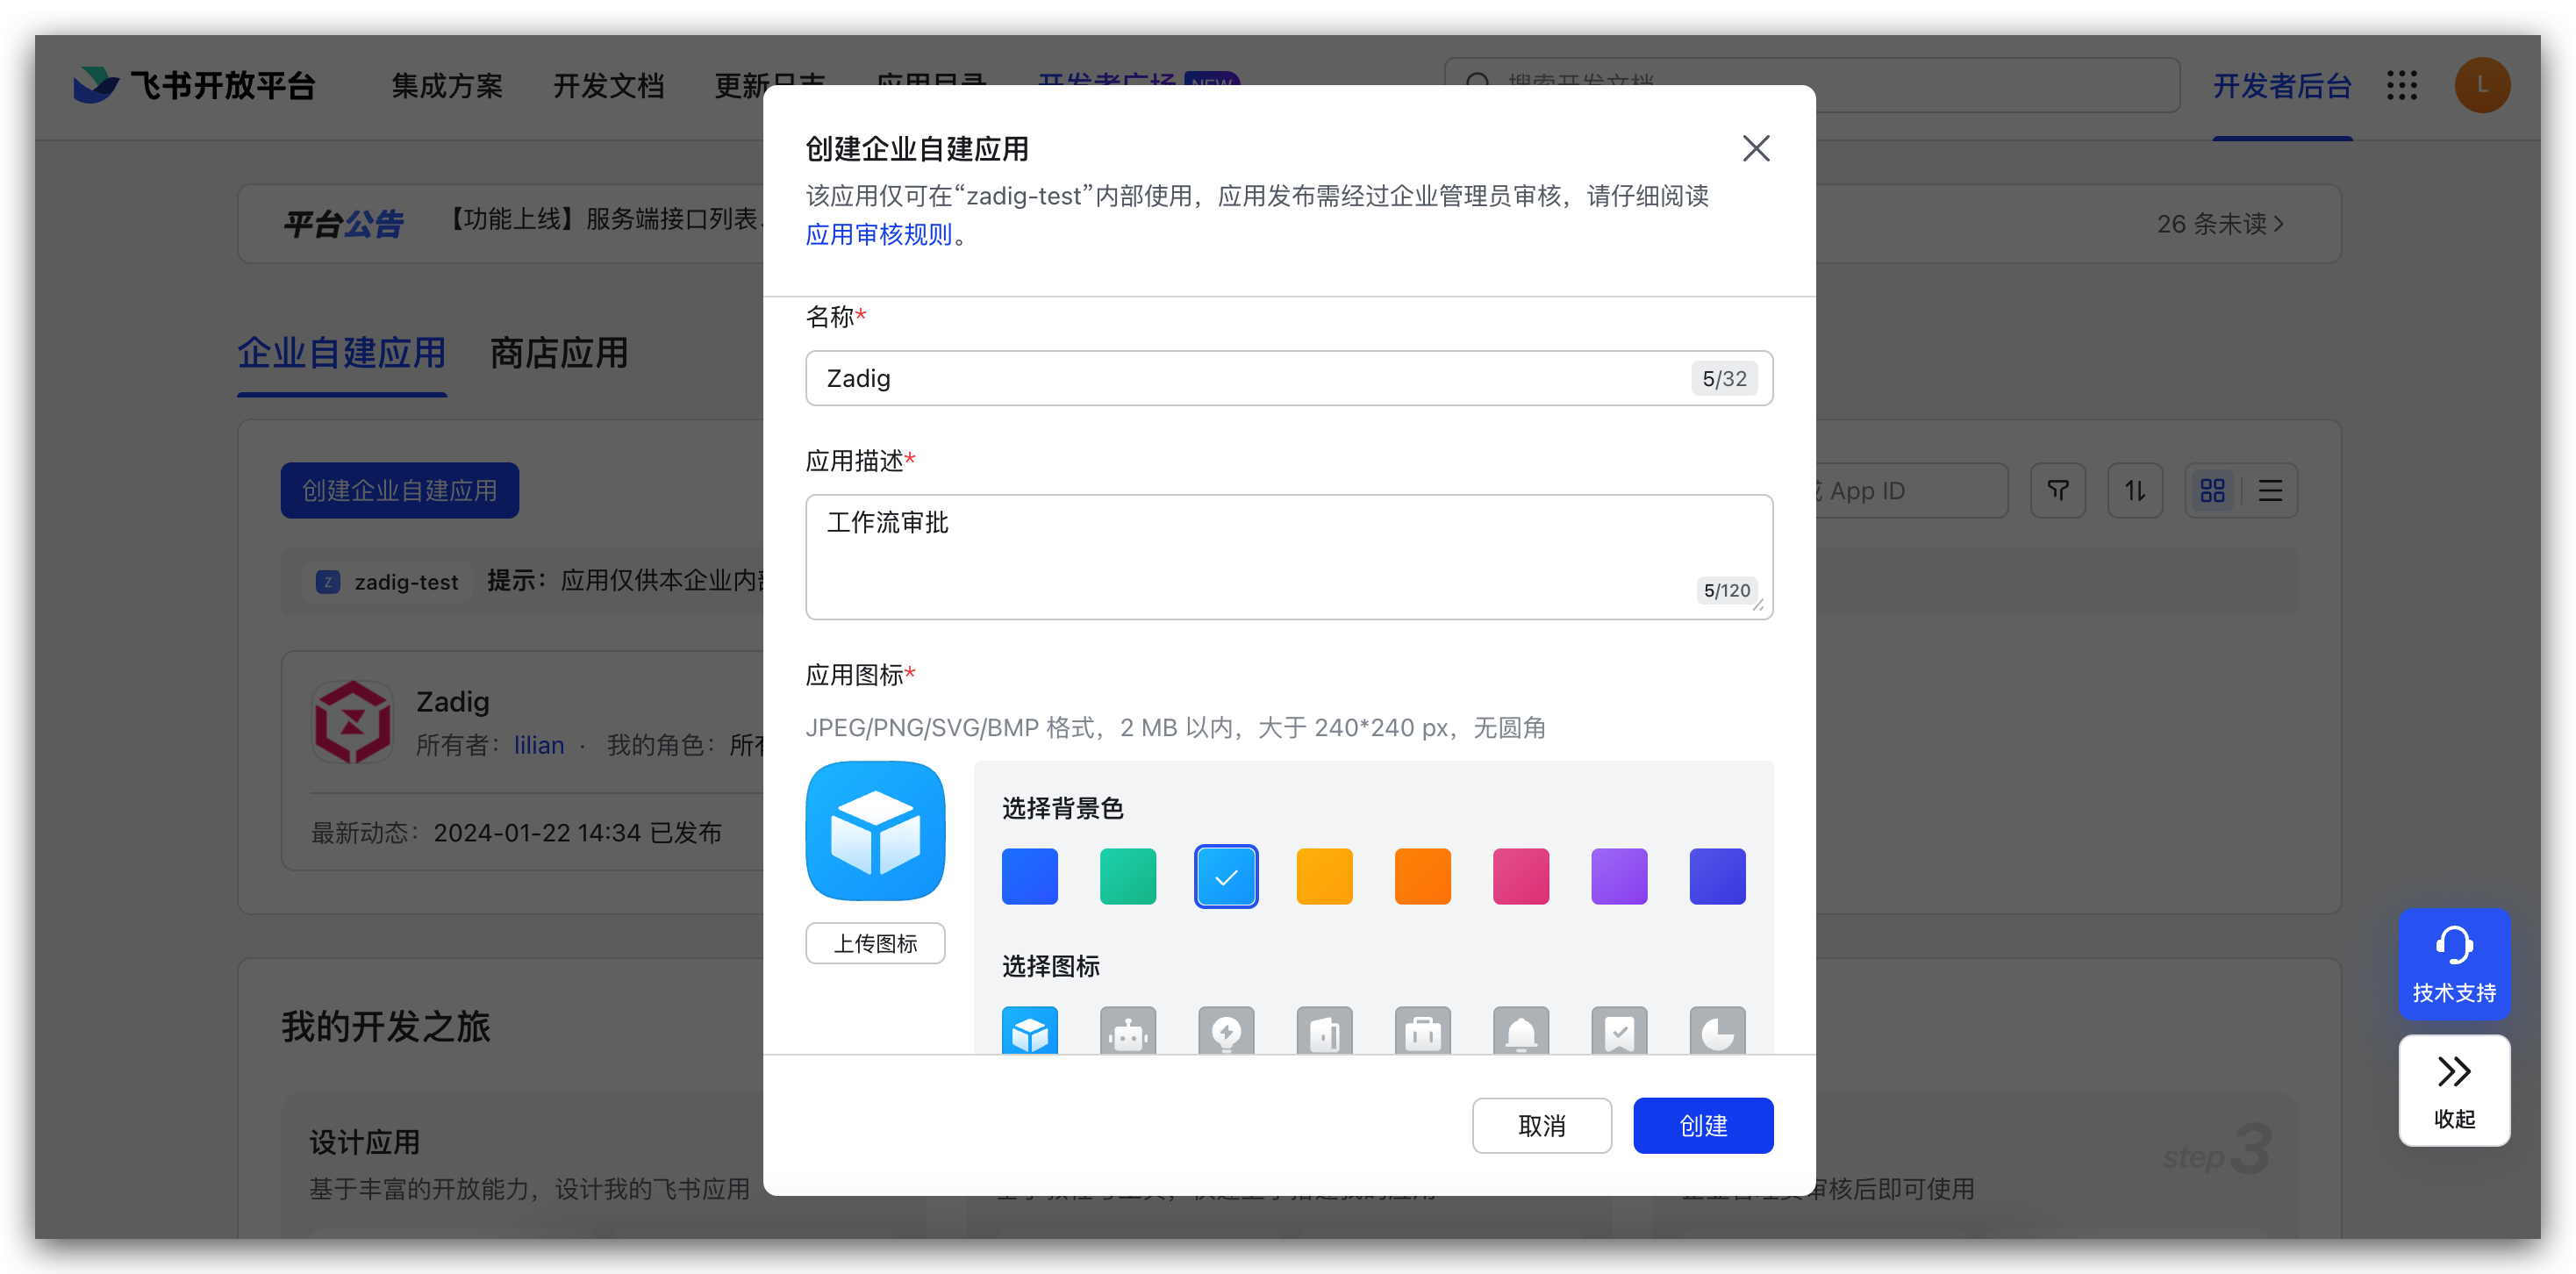 飞书开放平台
集成方案
开发文档
更新日志
应用目录
开发者广场 NEW
搜索开发文档
开发者后台
L
平台公告
【功能上线】服务端接口列表
26 条未读
企业自建应用
商店应用
创建企业自建应用
App ID
Z zadig-test
提示：应用仅供本企业内
Zadig
所有者：lilian · 我的角色：所
最新动态：2024-01-22 14:34 已发布
我的开发之旅
设计应用
基于丰富的开放能力，设计我的飞书应用
step 3
审核后即可使用
创建企业自建应用
该应用仅可在“zadig-test”内部使用，应用发布需经过企业管理员审核，请仔细阅读
应用审核规则。
名称*
Zadig
5/32
应用描述*
工作流审批
5/120
应用图标*
JPEG/PNG/SVG/BMP 格式，2 MB 以内，大于 240*240 px，无圆角
上传图标
选择背景色
选择图标
取消
创建
技术支持
收起